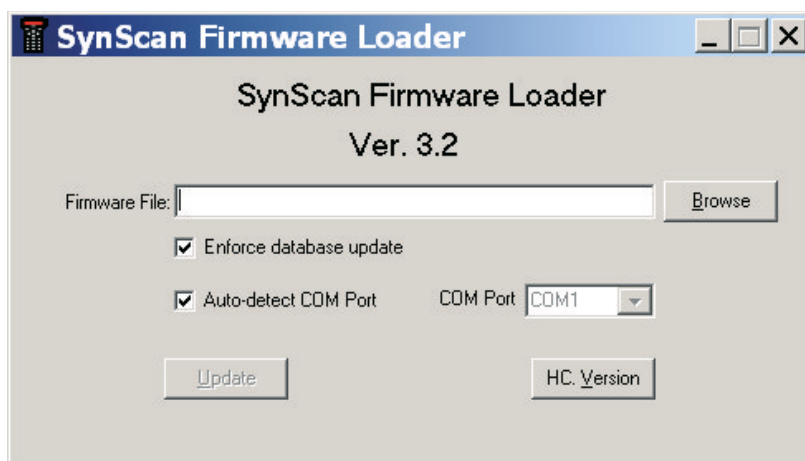 SynScan Firmware Loader
SynScan Firmware Loader
Ver. 3.2
Firmware File: Browse
Enforce database update
Auto-detect COM Port COM Port COM1
Update HC. Version